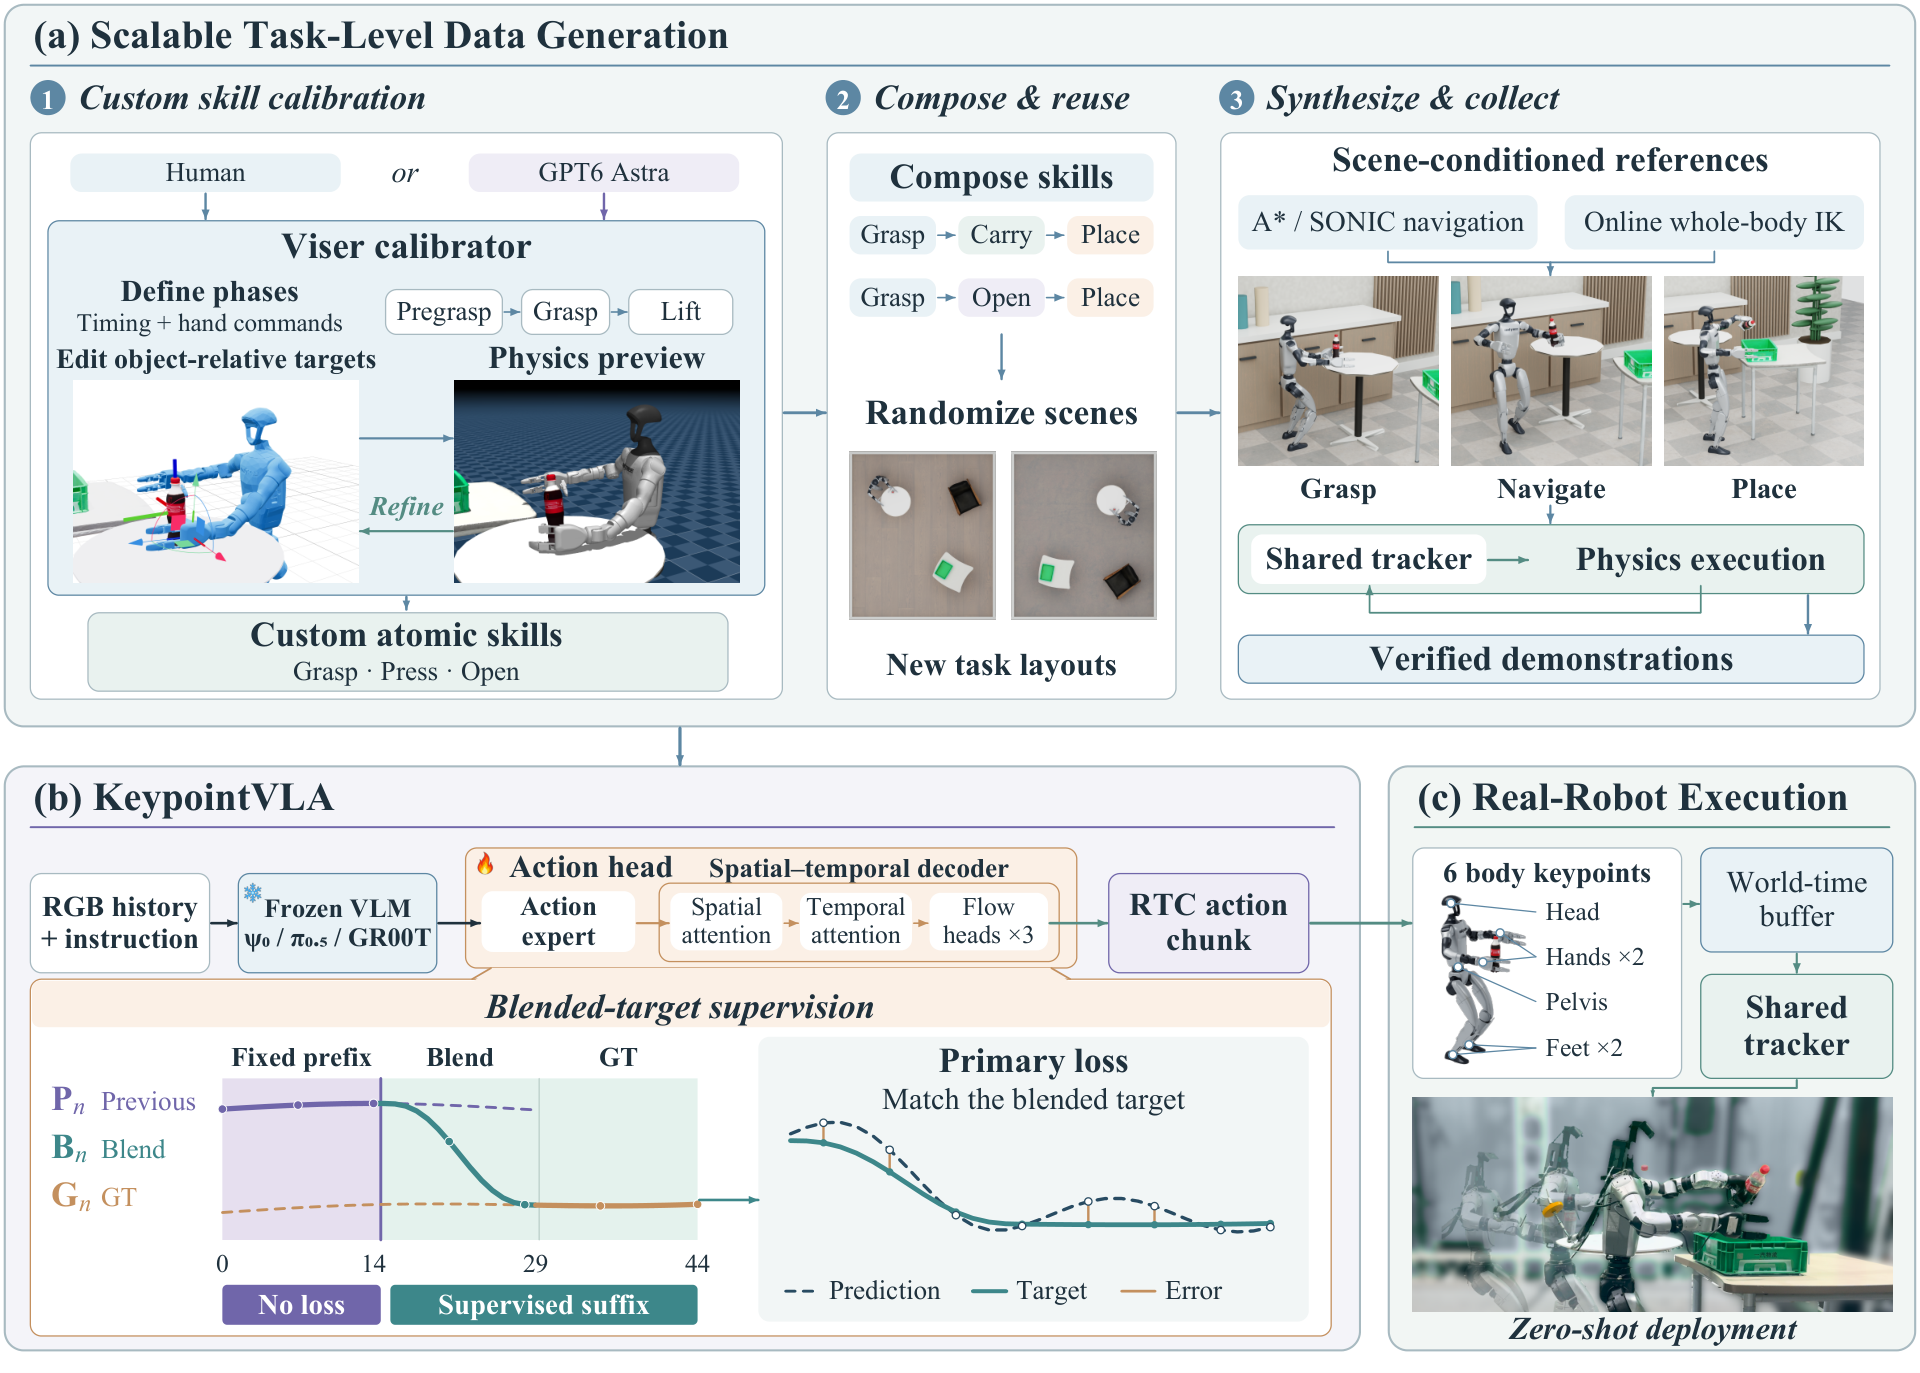 (a) Scalable Task-Level Data Generation
1 Custom skill calibration
Human or GPT6 Astra
Viser calibrator
Define phases
Timing + hand commands
Pregrasp Grasp Lift
Edit object-relative targets
Physics preview
Refine
Custom atomic skills
Grasp · Press · Open
2 Compose & reuse
Compose skills
Grasp Carry Place
Grasp Open Place
Randomize scenes
New task layouts
3 Synthesize & collect
Scene-conditioned references
A* / SONIC navigation
Online whole-body IK
Grasp Navigate Place
Shared tracker
Physics execution
Verified demonstrations
(b) KeypointVLA
RGB history
+ instruction
Frozen VLM
ψ₀ / π₀.₅ / GR00T
Action head
Action
expert
Spatial–temporal decoder
Spatial
attention
Temporal
attention
Flow
heads ×3
RTC action
chunk
Blended-target supervision
Fixed prefix Blend GT
Pn Previous
Bn Blend
Gn GT
0 14 29 44
No loss Supervised suffix
Primary loss
Match the blended target
Prediction Target Error
(c) Real-Robot Execution
6 body keypoints
Head
Hands ×2
Pelvis
Feet ×2
World-time
buffer
Shared
tracker
Zero-shot deployment